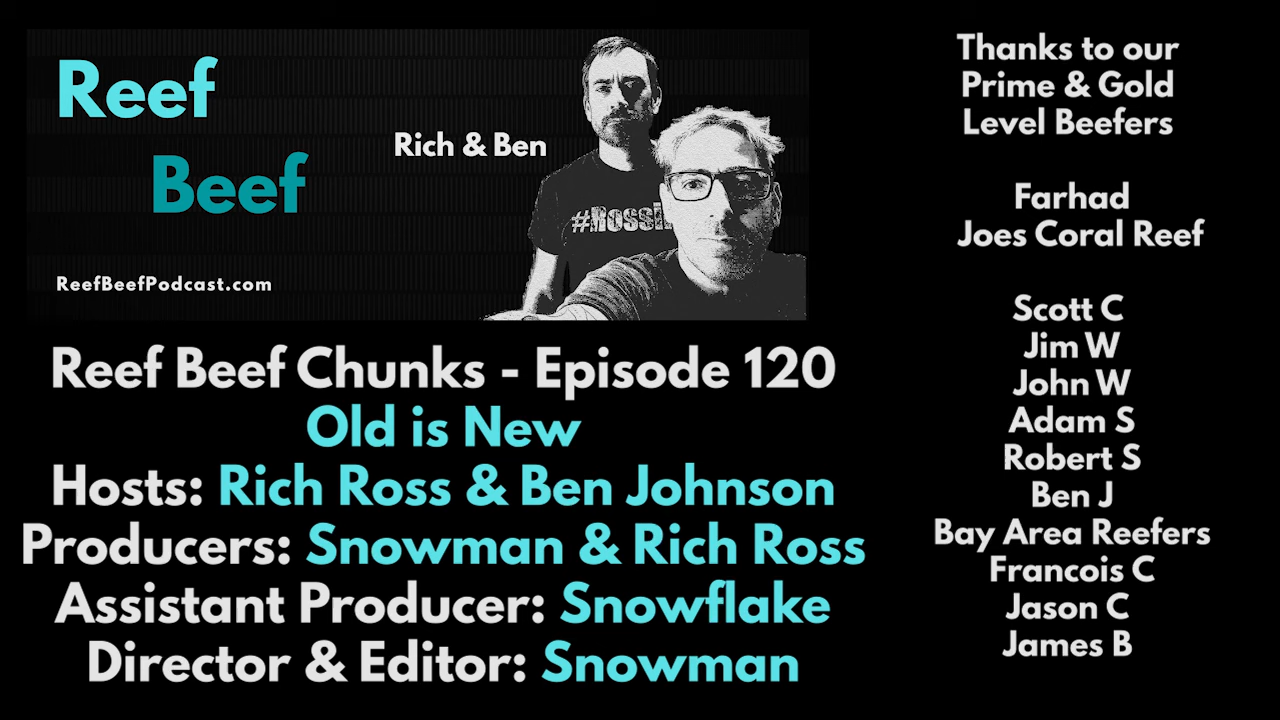 Reef
Beef
Rich & Ben
ReefBeefPodcast.com
Reef Beef Chunks - Episode 120
Old is New
Hosts: Rich Ross & Ben Johnson
Producers: Snowman & Rich Ross
Assistant Producer: Snowflake
Director & Editor: Snowman
Thanks to our
Prime & Gold
Level Beefers
Farhad
Joes Coral Reef
Scott C
Jim W
John W
Adam S
Robert S
Ben J
Bay Area Reefers
Francois C
Jason C
James B